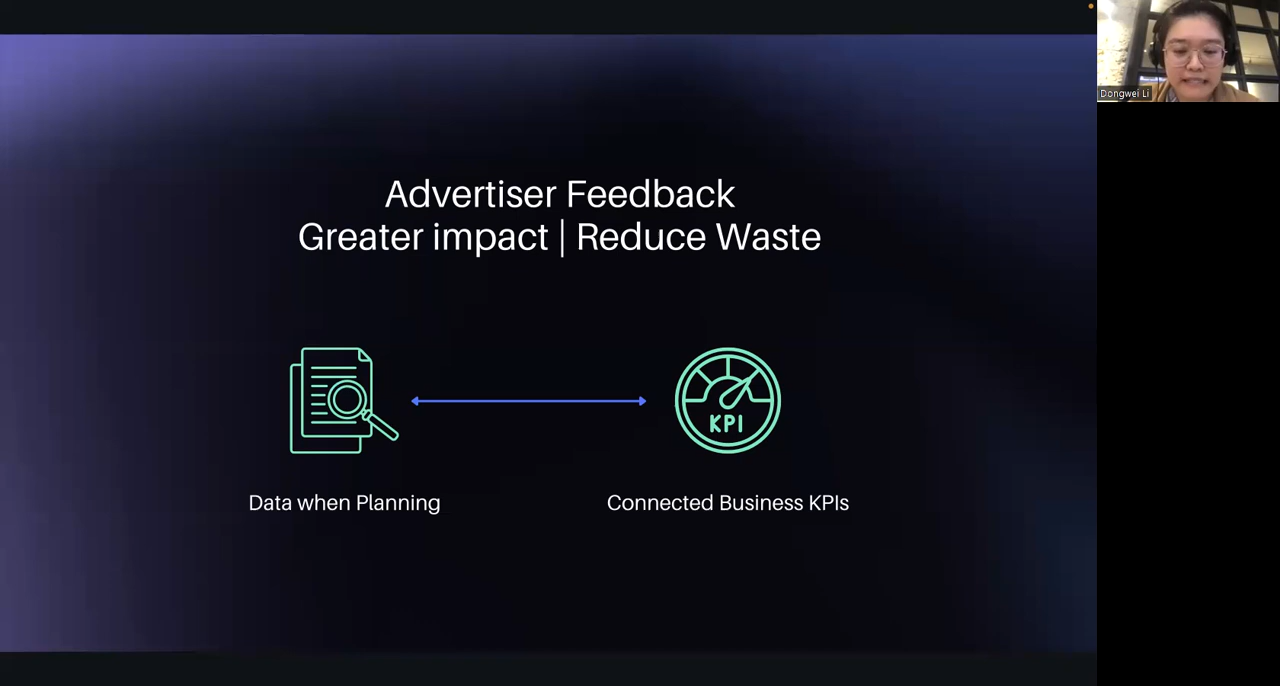 Advertiser Feedback
Greater impact | Reduce Waste
KPI
Data when Planning
Connected Business KPIs
Dongwei Li